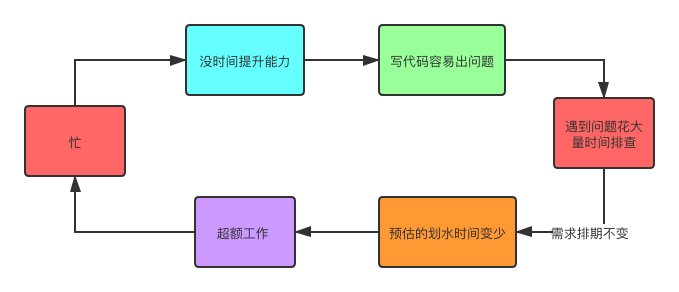 没时间提升能力
写代码容易出问题
遇到问题花大
量时间排查
忙
超额工作
预估的划水时间变少
需求排期不变